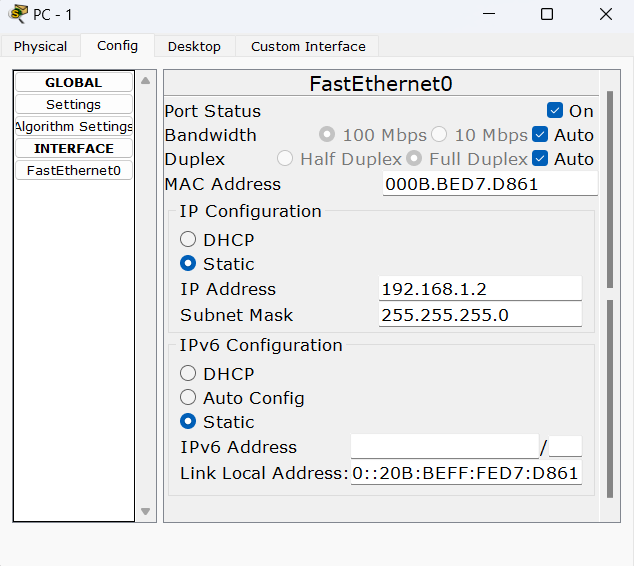 PC - 1
Physical Config Desktop Custom Interface
GLOBAL
Settings
Algorithm Settings
INTERFACE
FastEthernet0
FastEthernet0
Port Status On
Bandwidth 100 Mbps 10 Mbps Auto
Duplex Half Duplex Full Duplex Auto
MAC Address 000B.BED7.D861
IP Configuration
DHCP
Static
IP Address 192.168.1.2
Subnet Mask 255.255.255.0
IPv6 Configuration
DHCP
Auto Config
Static
IPv6 Address /
Link Local Address: 0::20B:BEFF:FED7:D861